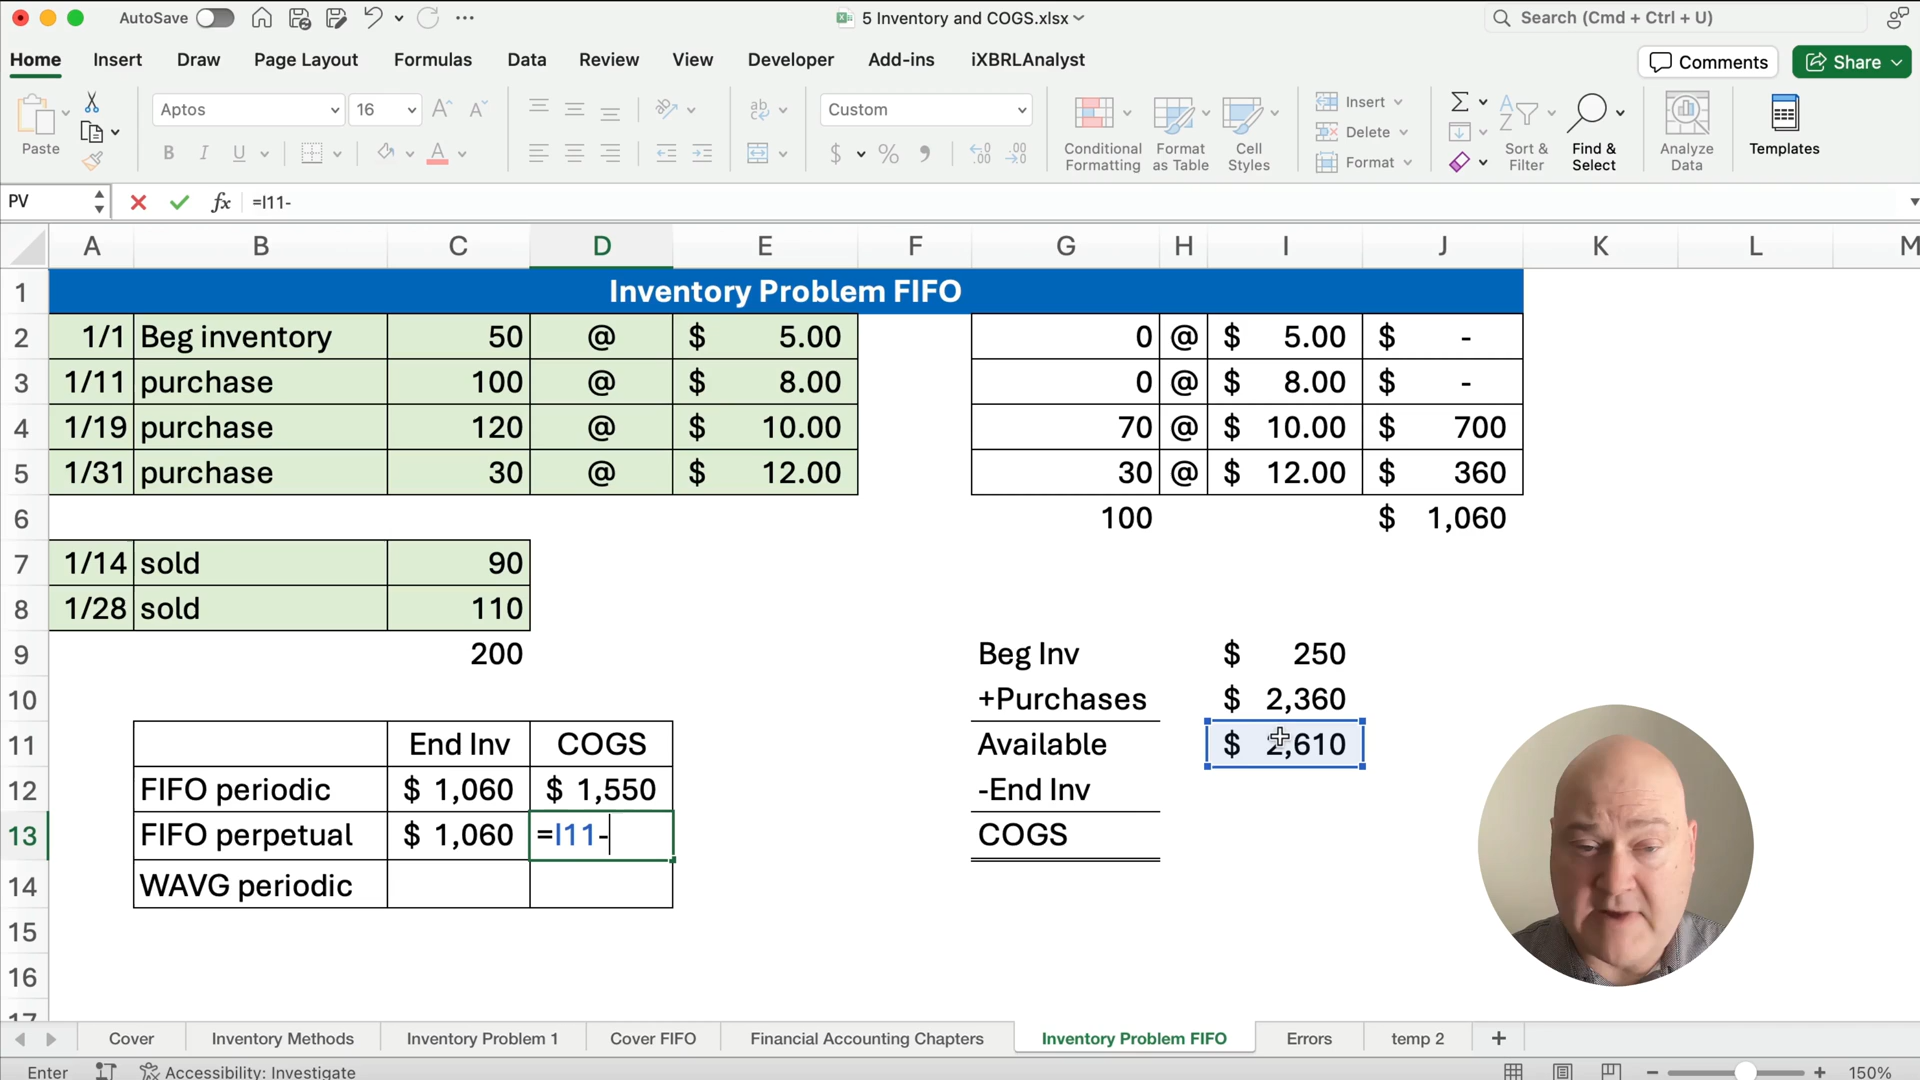 AutoSave
5 Inventory and COGS.xlsx
Search (Cmd + Ctrl + U)
Home Insert Draw Page Layout Formulas Data Review View Developer Add-ins iXBRLAnalyst
Comments Share
Paste
Aptos 16
B I U
Custom
$ % 9
Conditional Formatting
Format as Table
Cell Styles
Insert
Delete
Format
Sort & Filter
Find & Select
Analyze Data
Templates
PV fx =I11-
A B C D E F G H I J K L M
1 Inventory Problem FIFO
2 1/1 Beg inventory 50 @ $ 5.00 0 @ $ 5.00 $ -
3 1/11 purchase 100 @ $ 8.00 0 @ $ 8.00 $ -
4 1/19 purchase 120 @ $ 10.00 70 @ $ 10.00 $ 700
5 1/31 purchase 30 @ $ 12.00 30 @ $ 12.00 $ 360
6 100 $ 1,060
7 1/14 sold 90
8 1/28 sold 110
9 200 Beg Inv $ 250
10 +Purchases $ 2,360
11 End Inv COGS Available $ 2,610
12 FIFO periodic $ 1,060 $ 1,550 -End Inv
13 FIFO perpetual $ 1,060 =I11- COGS
14 WAVG periodic
15
16
17
Cover Inventory Methods Inventory Problem 1 Cover FIFO Financial Accounting Chapters Inventory Problem FIFO Errors temp 2 +
Enter Accessibility: Investigate 150%